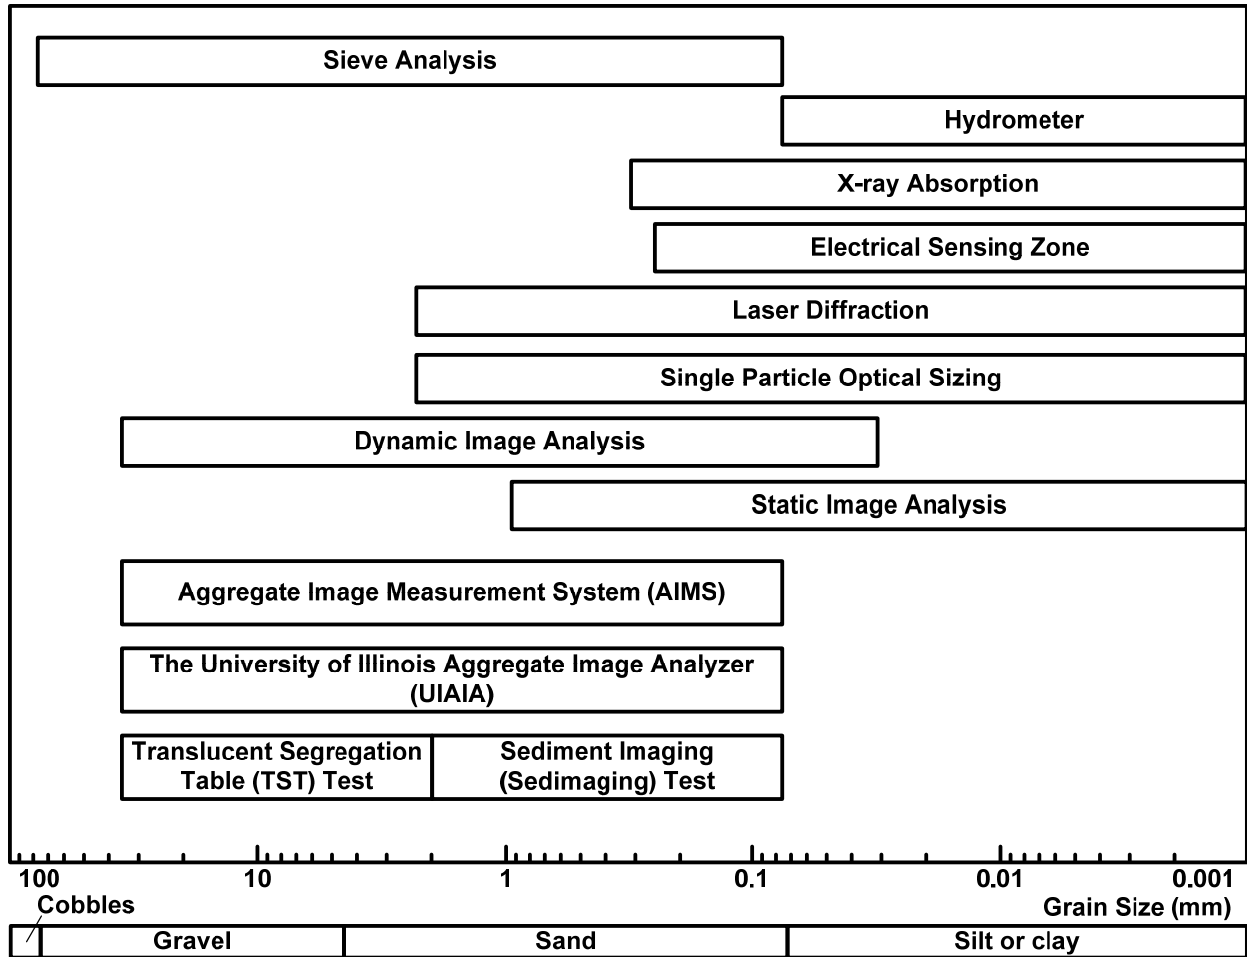 Sieve Analysis
Hydrometer
X-ray Absorption
Electrical Sensing Zone
Laser Diffraction
Single Particle Optical Sizing
Dynamic Image Analysis
Static Image Analysis
Aggregate Image Measurement System (AIMS)
The University of Illinois Aggregate Image Analyzer
(UIAIA)
Translucent Segregation
Table (TST) Test
Sediment Imaging
(Sedimaging) Test
100 10 1 0.1 0.01 0.001
Cobbles
Grain Size (mm)
Gravel Sand Silt or clay